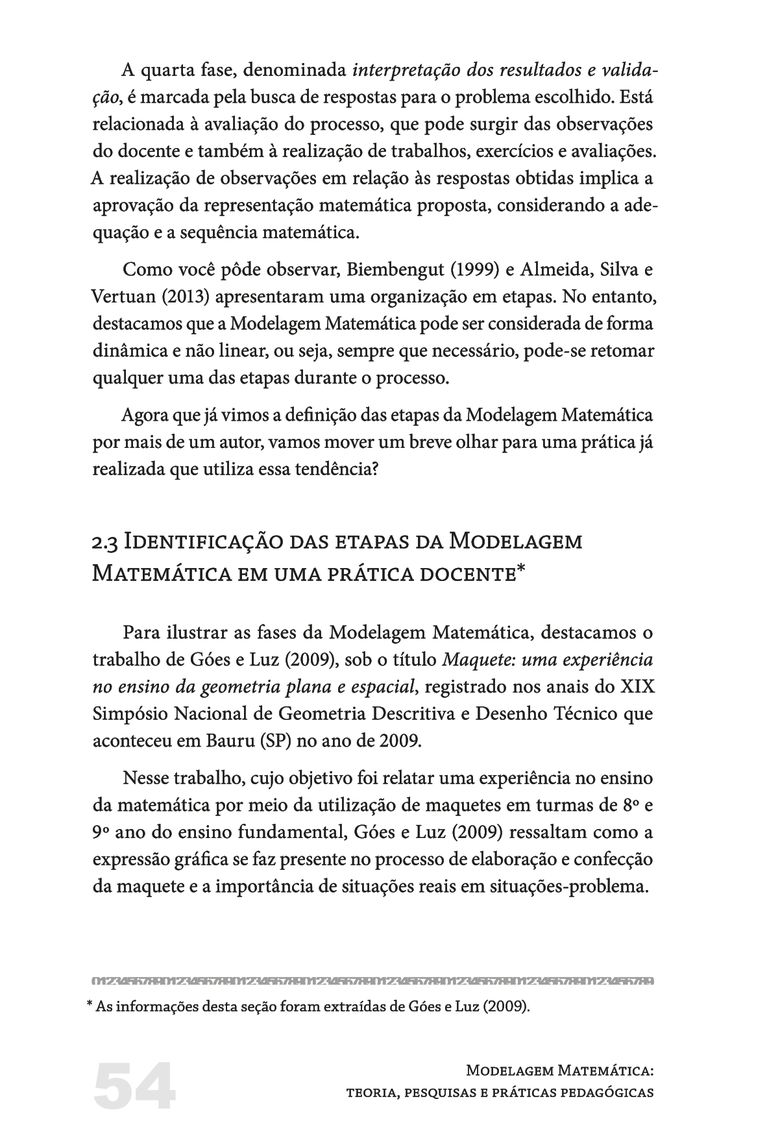 A quarta fase, denominada interpretação dos resultados e valida-
ção, é marcada pela busca de respostas para o problema escolhido. Está
relacionada à avaliação do processo, que pode surgir das observações
do docente e também à realização de trabalhos, exercícios e avaliações.
A realização de observações em relação às respostas obtidas implica a
aprovação da representação matemática proposta, considerando a ade-
quação e a sequência matemática.
Como você pôde observar, Biembengut (1999) e Almeida, Silva e
Vertuan (2013) apresentaram uma organização em etapas. No entanto,
destacamos que a Modelagem Matemática pode ser considerada de forma
dinâmica e não linear, ou seja, sempre que necessário, pode-se retomar
qualquer uma das etapas durante o processo.
Agora que já vimos a definição das etapas da Modelagem Matemática
por mais de um autor, vamos mover um breve olhar para uma prática já
realizada que utiliza essa tendência?
2.3 Identificação das etapas da Modelagem
Matemática em uma prática docente*
Para ilustrar as fases da Modelagem Matemática, destacamos o
trabalho de Góes e Luz (2009), sob o título Maquete: uma experiência
no ensino da geometria plana e espacial, registrado nos anais do XIX
Simpósio Nacional de Geometria Descritiva e Desenho Técnico que
aconteceu em Bauru (SP) no ano de 2009.
Nesse trabalho, cujo objetivo foi relatar uma experiência no ensino
da matemática por meio da utilização de maquetes em turmas de 8º e
9º ano do ensino fundamental, Góes e Luz (2009) ressaltam como a
expressão gráfica se faz presente no processo de elaboração e confecção
da maquete e a importância de situações reais em situações-problema.
01234567890123456789012345678901234567890123456789012345678901234567890123456789
* As informações desta seção foram extraídas de Góes e Luz (2009).
54
Modelagem Matemática:
teoria, pesquisas e práticas pedagógicas